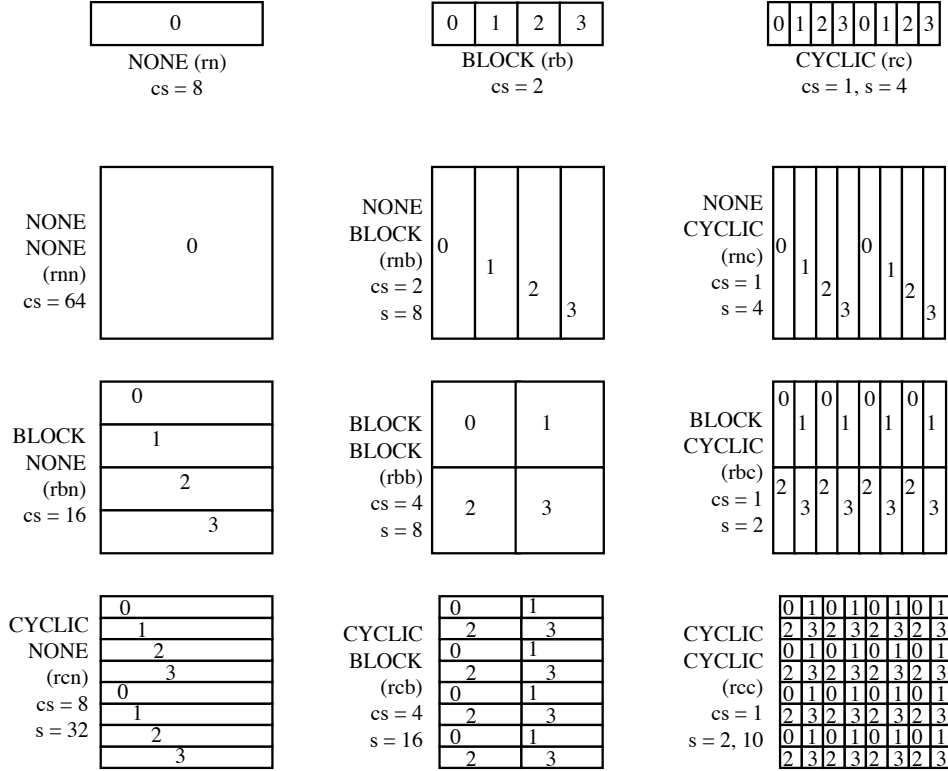 0
NONE (rn)
cs = 8
0 1 2 3
BLOCK (rb)
cs = 2
0 1 2 3 0 1 2 3
CYCLIC (rc)
cs = 1, s = 4
NONE
NONE
(rnn)
cs = 64
0
NONE
BLOCK
(rnb)
cs = 2
s = 8
0
1
2
3
NONE
CYCLIC
(rnc)
cs = 1
s = 4
0 0
1 1
2 2
3 3
BLOCK
NONE
(rbn)
cs = 16
0
1
2
3
BLOCK
BLOCK
(rbb)
cs = 4
s = 8
0 1
2 3
BLOCK
CYCLIC
(rbc)
cs = 1
s = 2
0 0 0 0
1 1 1 1
2 2 2 2
3 3 3 3
CYCLIC
NONE
(rcn)
cs = 8
s = 32
0
1
2
3
0
1
2
3
CYCLIC
BLOCK
(rcb)
cs = 4
s = 16
0 1
2 3
0 1
2 3
0 1
2 3
0 1
2 3
CYCLIC
CYCLIC
(rcc)
cs = 1
s = 2, 10
0 1 0 1 0 1 0 1
2 3 2 3 2 3 2 3
0 1 0 1 0 1 0 1
2 3 2 3 2 3 2 3
0 1 0 1 0 1 0 1
2 3 2 3 2 3 2 3
0 1 0 1 0 1 0 1
2 3 2 3 2 3 2 3